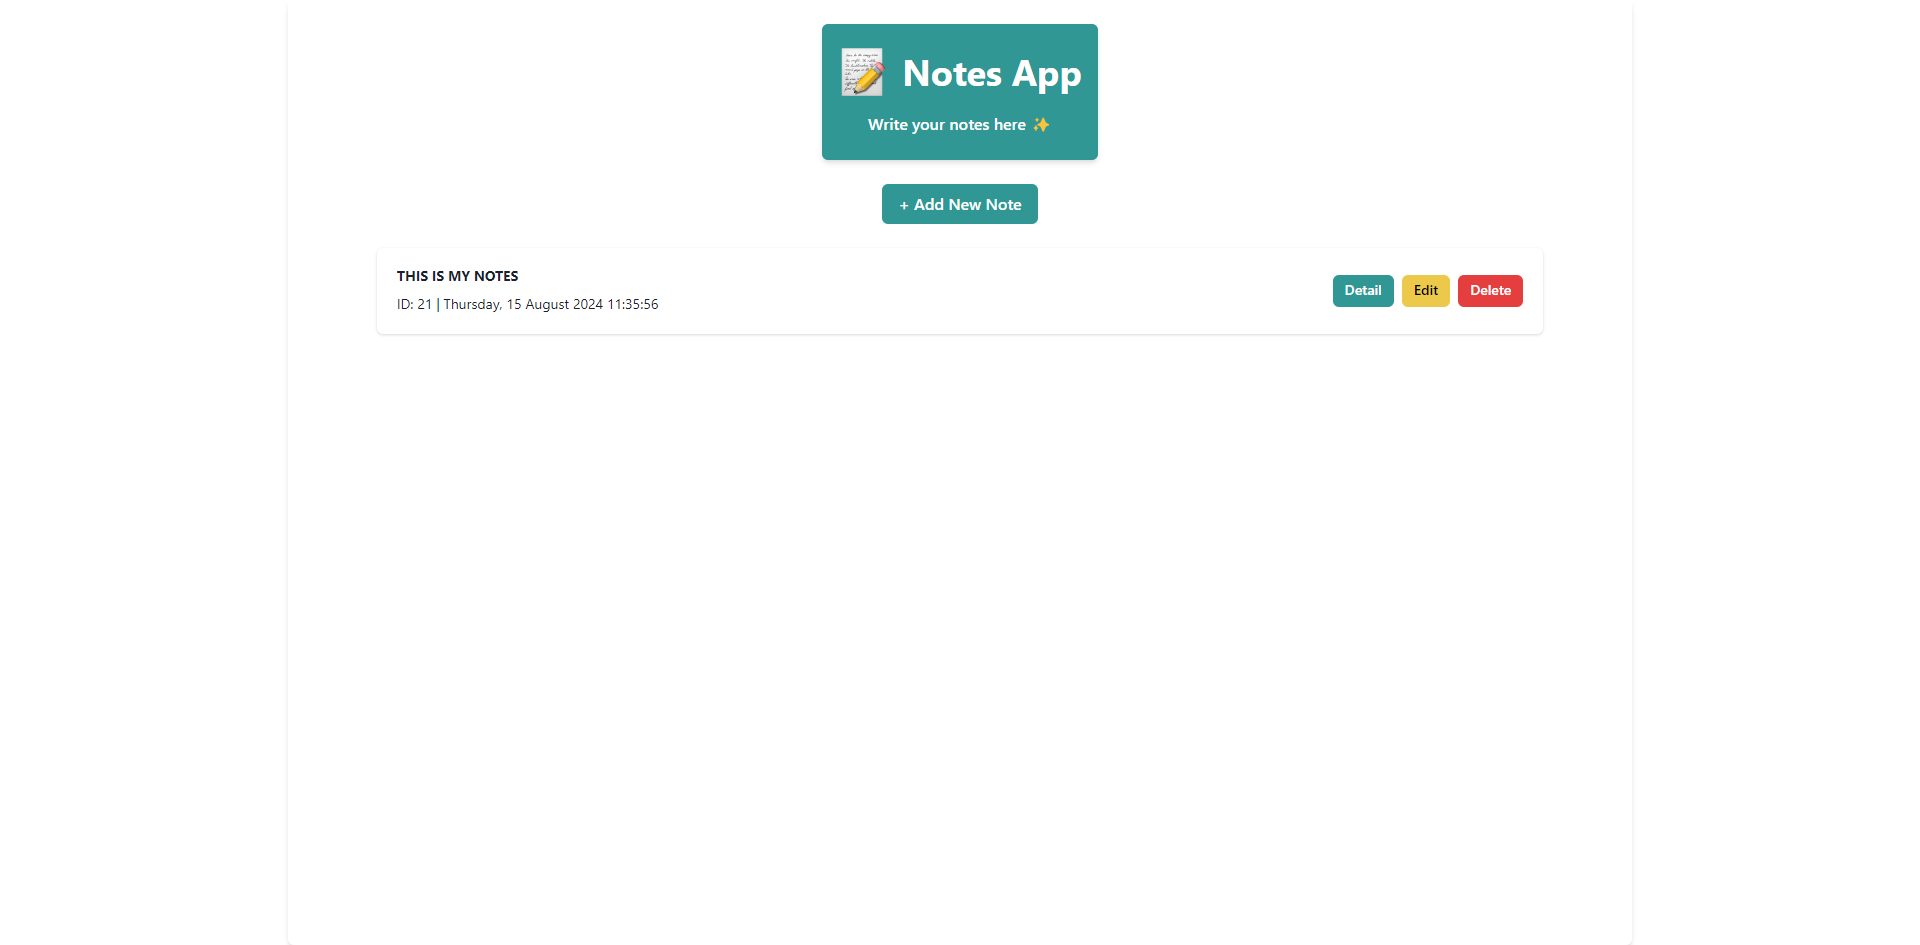 📝 Notes App
Write your notes here ✨
+ Add New Note
THIS IS MY NOTES
ID: 21 | Thursday, 15 August 2024 11:35:56
Detail Edit Delete